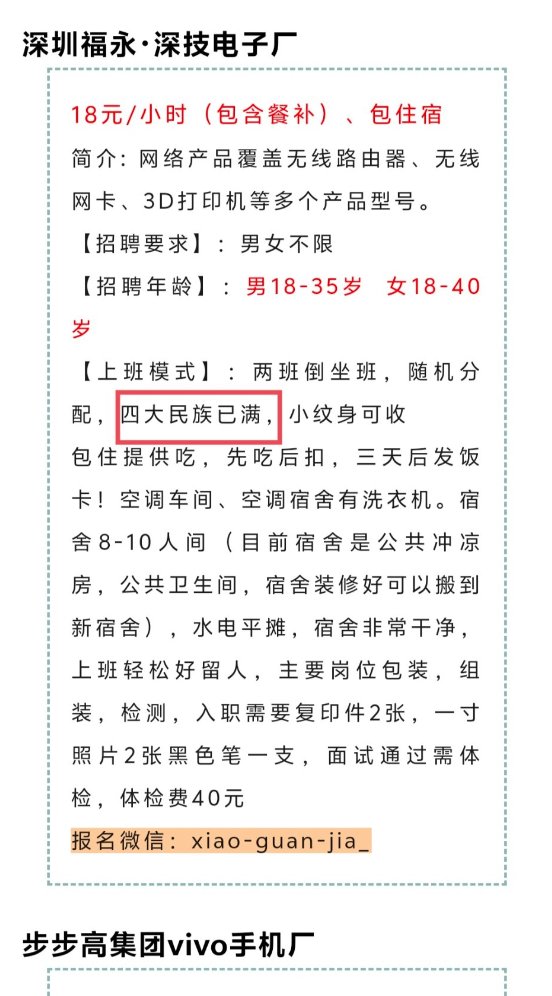 深圳福永·深技电子厂
18元/小时（包含餐补）、包住宿
简介：网络产品覆盖无线路由器、无线
网卡、3D打印机等多个产品型号。
【招聘要求】：男女不限
【招聘年龄】：男18-35岁 女18-40
岁
【上班模式】：两班倒坐班，随机分
配，四大民族已满，小纹身可收
包住提供吃，先吃后扣，三天后发饭
卡！空调车间、空调宿舍有洗衣机。宿
舍8-10人间（目前宿舍是公共冲凉
房，公共卫生间，宿舍装修好可以搬到
新宿舍），水电平摊，宿舍非常干净，
上班轻松好留人，主要岗位包装，组
装，检测，入职需要复印件2张，一寸
照片2张黑色笔一支，面试通过需体
检，体检费40元
报名微信：xiao-guan-jia_
步步高集团vivo手机厂